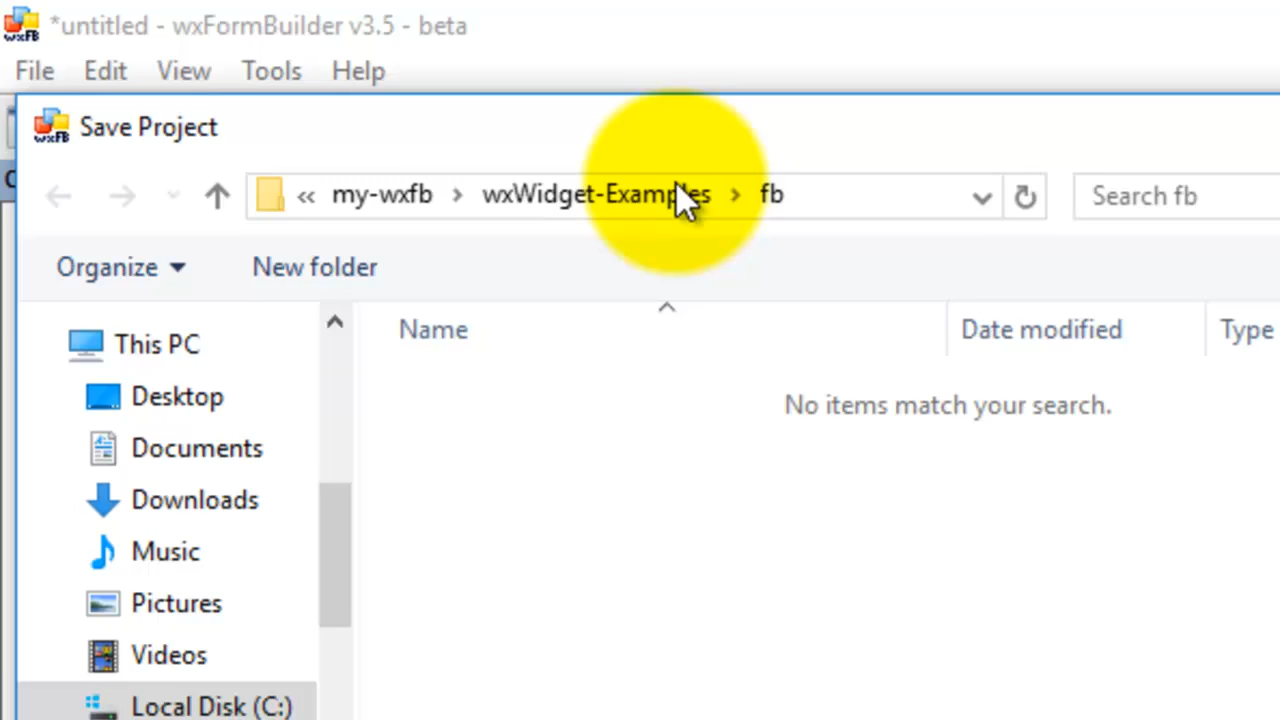 *untitled - wxFormBuilder v3.5 - beta
File Edit View Tools Help
Save Project
« my-wxfb › wxWidget-Examples › fb
Search fb
Organize New folder
Name Date modified Type
No items match your search.
This PC
Desktop
Documents
Downloads
Music
Pictures
Videos
Local Disk (C:)